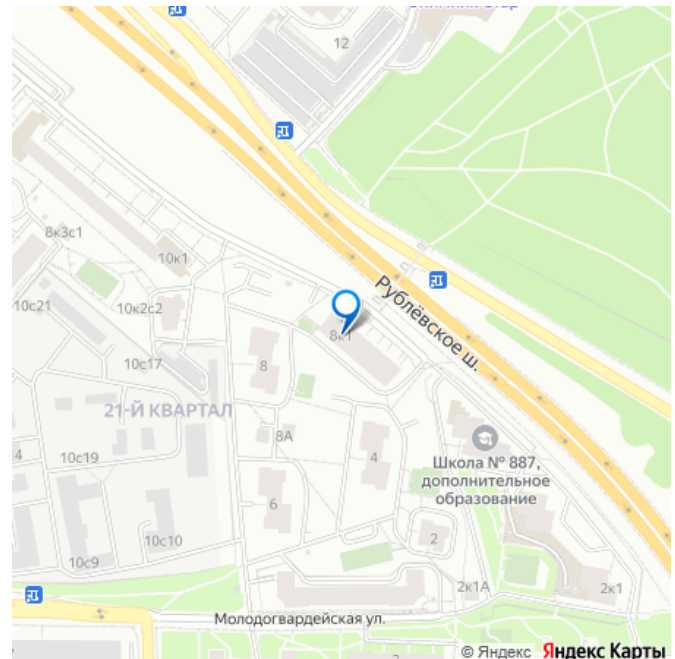 12
8к3с1
10к1
10с21
10к2с2
8к1
Рублёвское ш.
10с17
8
21-Й КВАРТАЛ
8А
4
10с19
4
Школа № 887,
дополнительное
образование
6
10с10
2
10с9
2к1А
2к1
Молодогвардейская ул.
© Яндекс Яндекс Карты